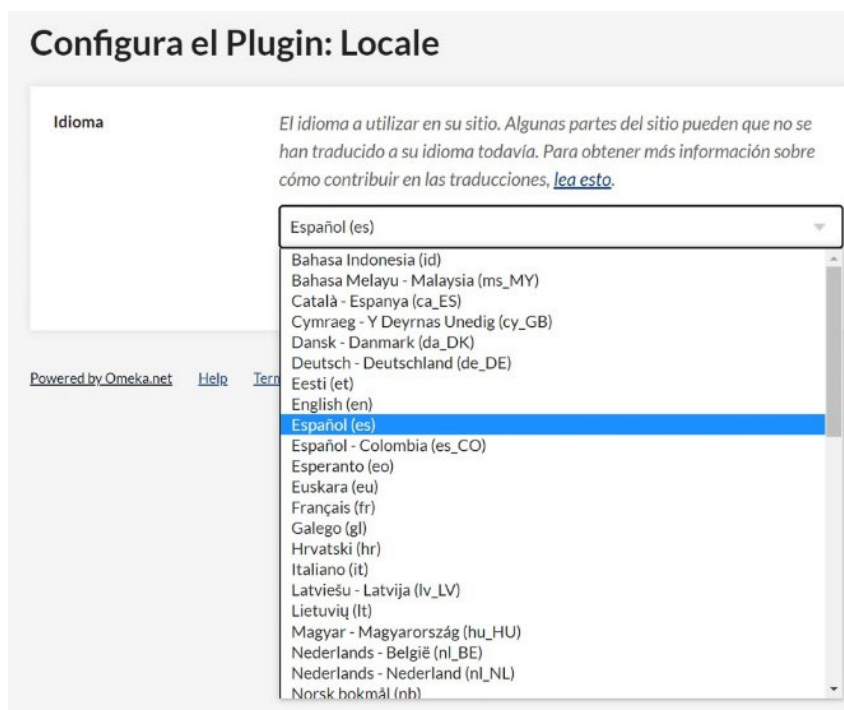 Configura el Plugin: Locale
Idioma
El idioma a utilizar en su sitio. Algunas partes del sitio pueden que no se
han traducido a su idioma todavía. Para obtener más información sobre
cómo contribuir en las traducciones, lea esto.
Español (es)
Bahasa Indonesia (id)
Bahasa Melayu - Malaysia (ms_MY)
Català - Espanya (ca_ES)
Cymraeg - Y Deyrnas Unedig (cy_GB)
Dansk - Danmark (da_DK)
Deutsch - Deutschland (de_DE)
Eesti (et)
English (en)
Español (es)
Español - Colombia (es_CO)
Esperanto (eo)
Euskara (eu)
Français (fr)
Galego (gl)
Hrvatski (hr)
Italiano (it)
Latviešu - Latvija (lv_LV)
Lietuvių (lt)
Magyar - Magyarország (hu_HU)
Nederlands - België (nl_BE)
Nederlands - Nederland (nl_NL)
Norsk bokmål (nb)
Powered by Omeka.net Help